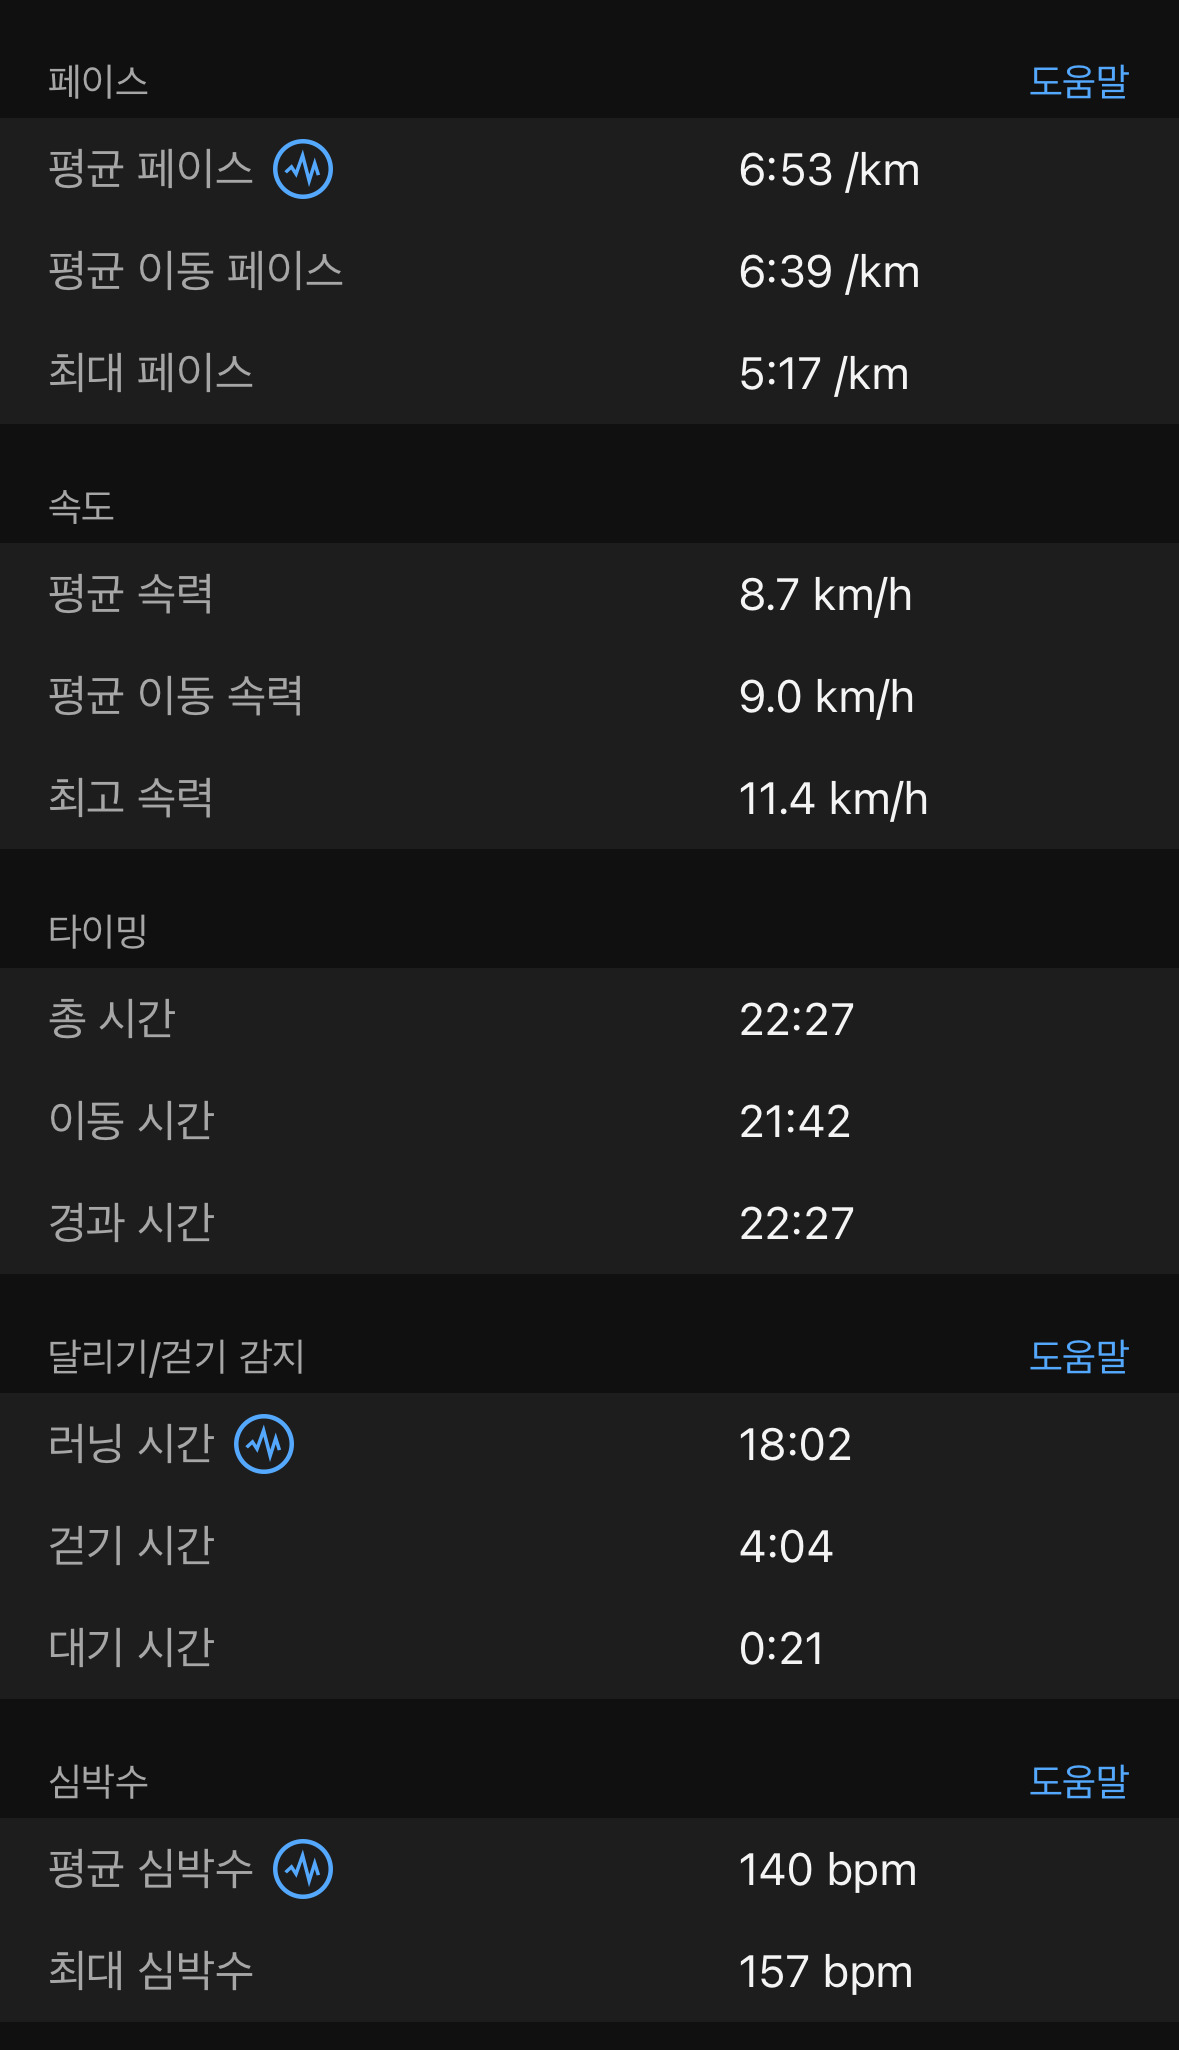 페이스 도움말
평균 페이스 6:53 /km
평균 이동 페이스 6:39 /km
최대 페이스 5:17 /km
속도
평균 속력 8.7 km/h
평균 이동 속력 9.0 km/h
최고 속력 11.4 km/h
타이밍
총 시간 22:27
이동 시간 21:42
경과 시간 22:27
달리기/걷기 감지 도움말
러닝 시간 18:02
걷기 시간 4:04
대기 시간 0:21
심박수 도움말
평균 심박수 140 bpm
최대 심박수 157 bpm